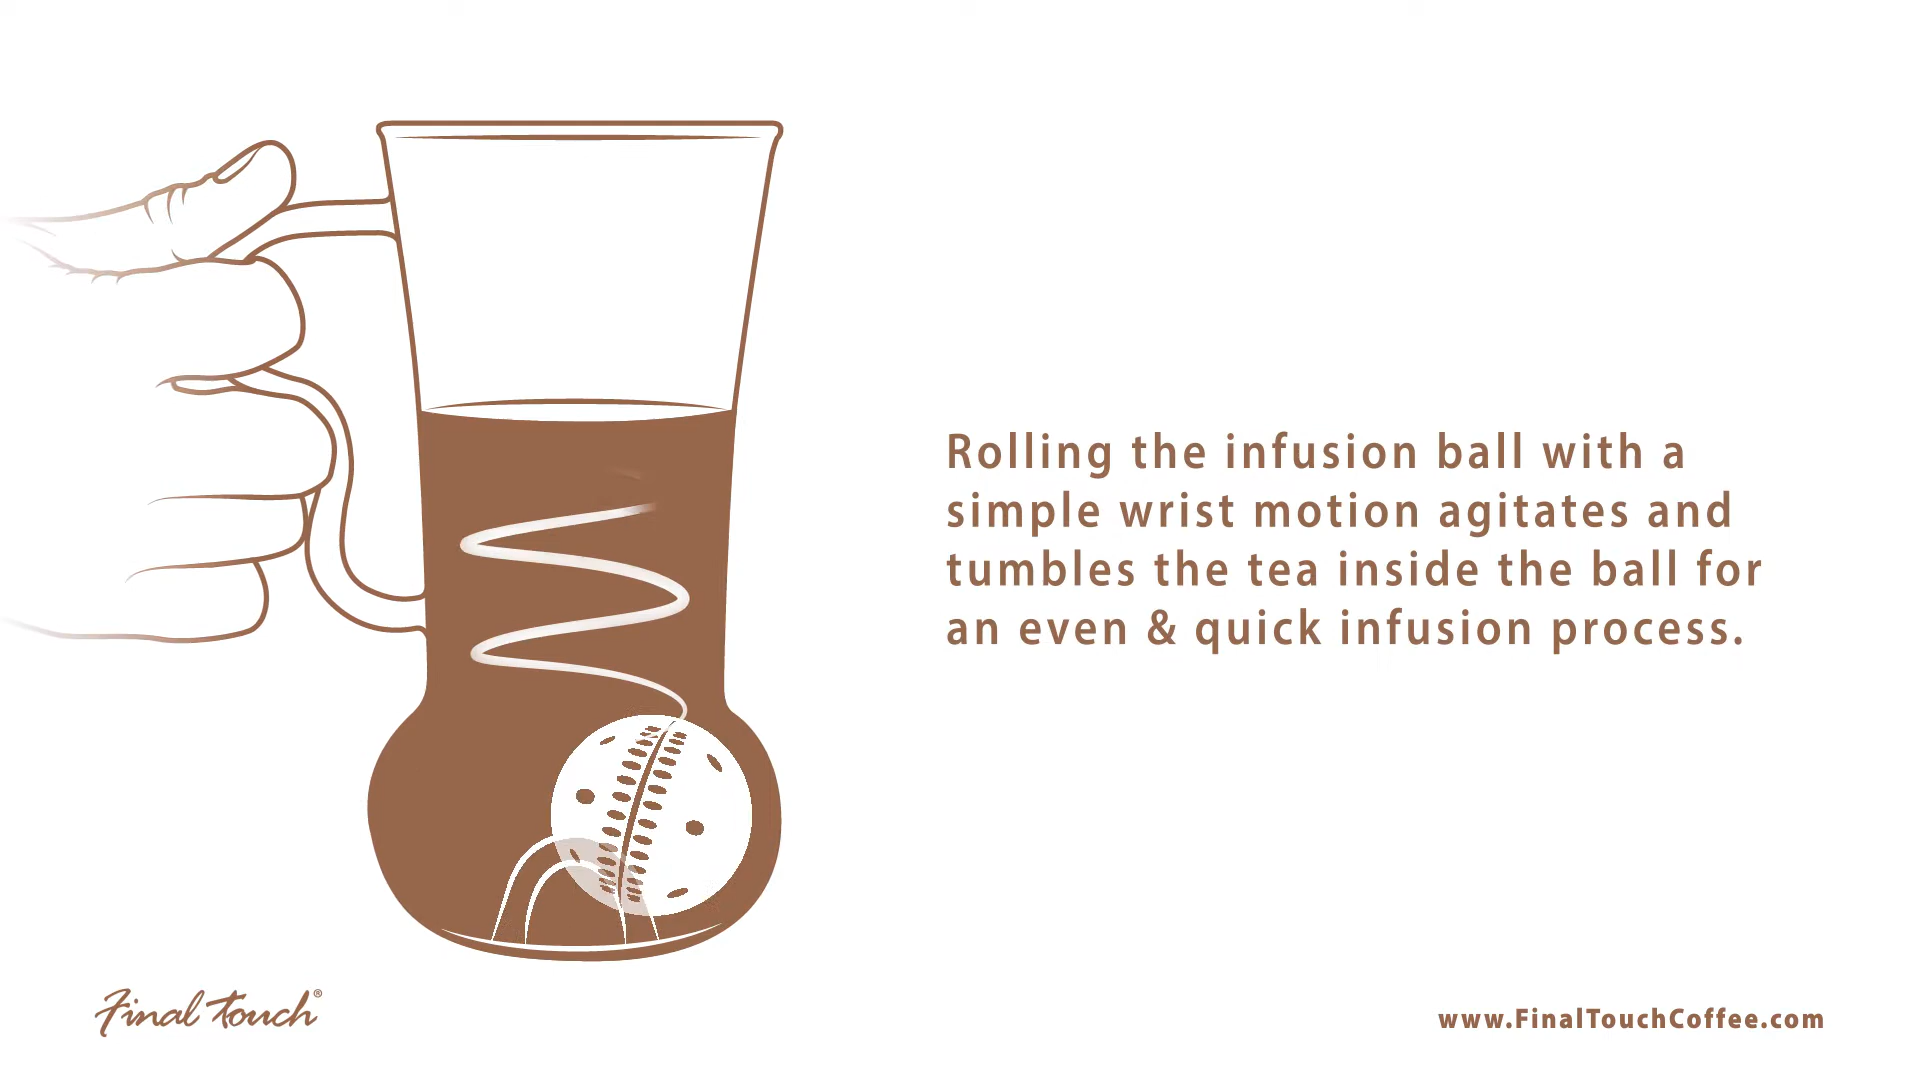 Rolling the infusion ball with a
simple wrist motion agitates and
tumbles the tea inside the ball for
an even & quick infusion process.
Final Touch®
www.FinalTouchCoffee.com